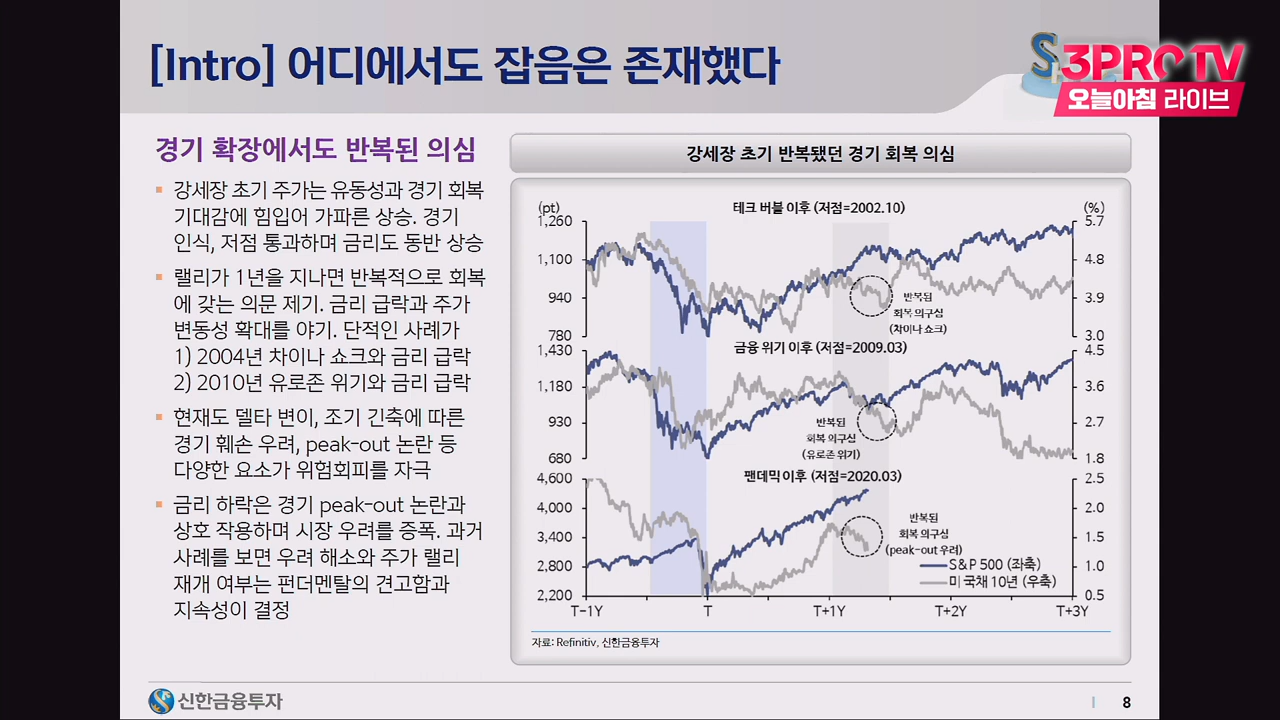 [Intro] 어디에서도 잡음은 존재했다
3PROTV
오늘아침 라이브
경기 확장에서도 반복된 의심
강세장 초기 주가는 유동성과 경기 회복
기대감에 힘입어 가파른 상승. 경기
인식, 저점 통과하며 금리도 동반 상승
랠리가 1년을 지나면 반복적으로 회복
에 갖는 의문 제기. 금리 급락과 주가
변동성 확대를 야기. 단적인 사례가
1) 2004년 차이나 쇼크와 금리 급락
2) 2010년 유로존 위기와 금리 급락
현재도 델타 변이, 조기 긴축에 따른
경기 훼손 우려, peak-out 논란 등
다양한 요소가 위험회피를 자극
금리 하락은 경기 peak-out 논란과
상호 작용하며 시장 우려를 증폭. 과거
사례를 보면 우려 해소와 주가 랠리
재개 여부는 펀더멘탈의 견고함과
지속성이 결정
강세장 초기 반복됐던 경기 회복 의심
(pt) 테크 버블 이후 (저점=2002.10) (%)
1,260 5.7
1,100 4.8
940 3.9
780 3.0
반복된
회복 의구심
(차이나 쇼크)
금융 위기 이후 (저점=2009.03)
1,430 4.5
1,180 3.6
930 2.7
680 1.8
반복된
회복 의구심
(유로존 위기)
팬데믹 이후 (저점=2020.03)
4,600 2.5
4,000 2.0
3,400 1.5
2,800 1.0
2,200 0.5
반복된
회복 의구심
(peak-out 우려)
S&P 500 (좌축)
미 국채 10년 (우축)
T-1Y T T+1Y T+2Y T+3Y
자료: Refinitiv, 신한금융투자
신한금융투자
8